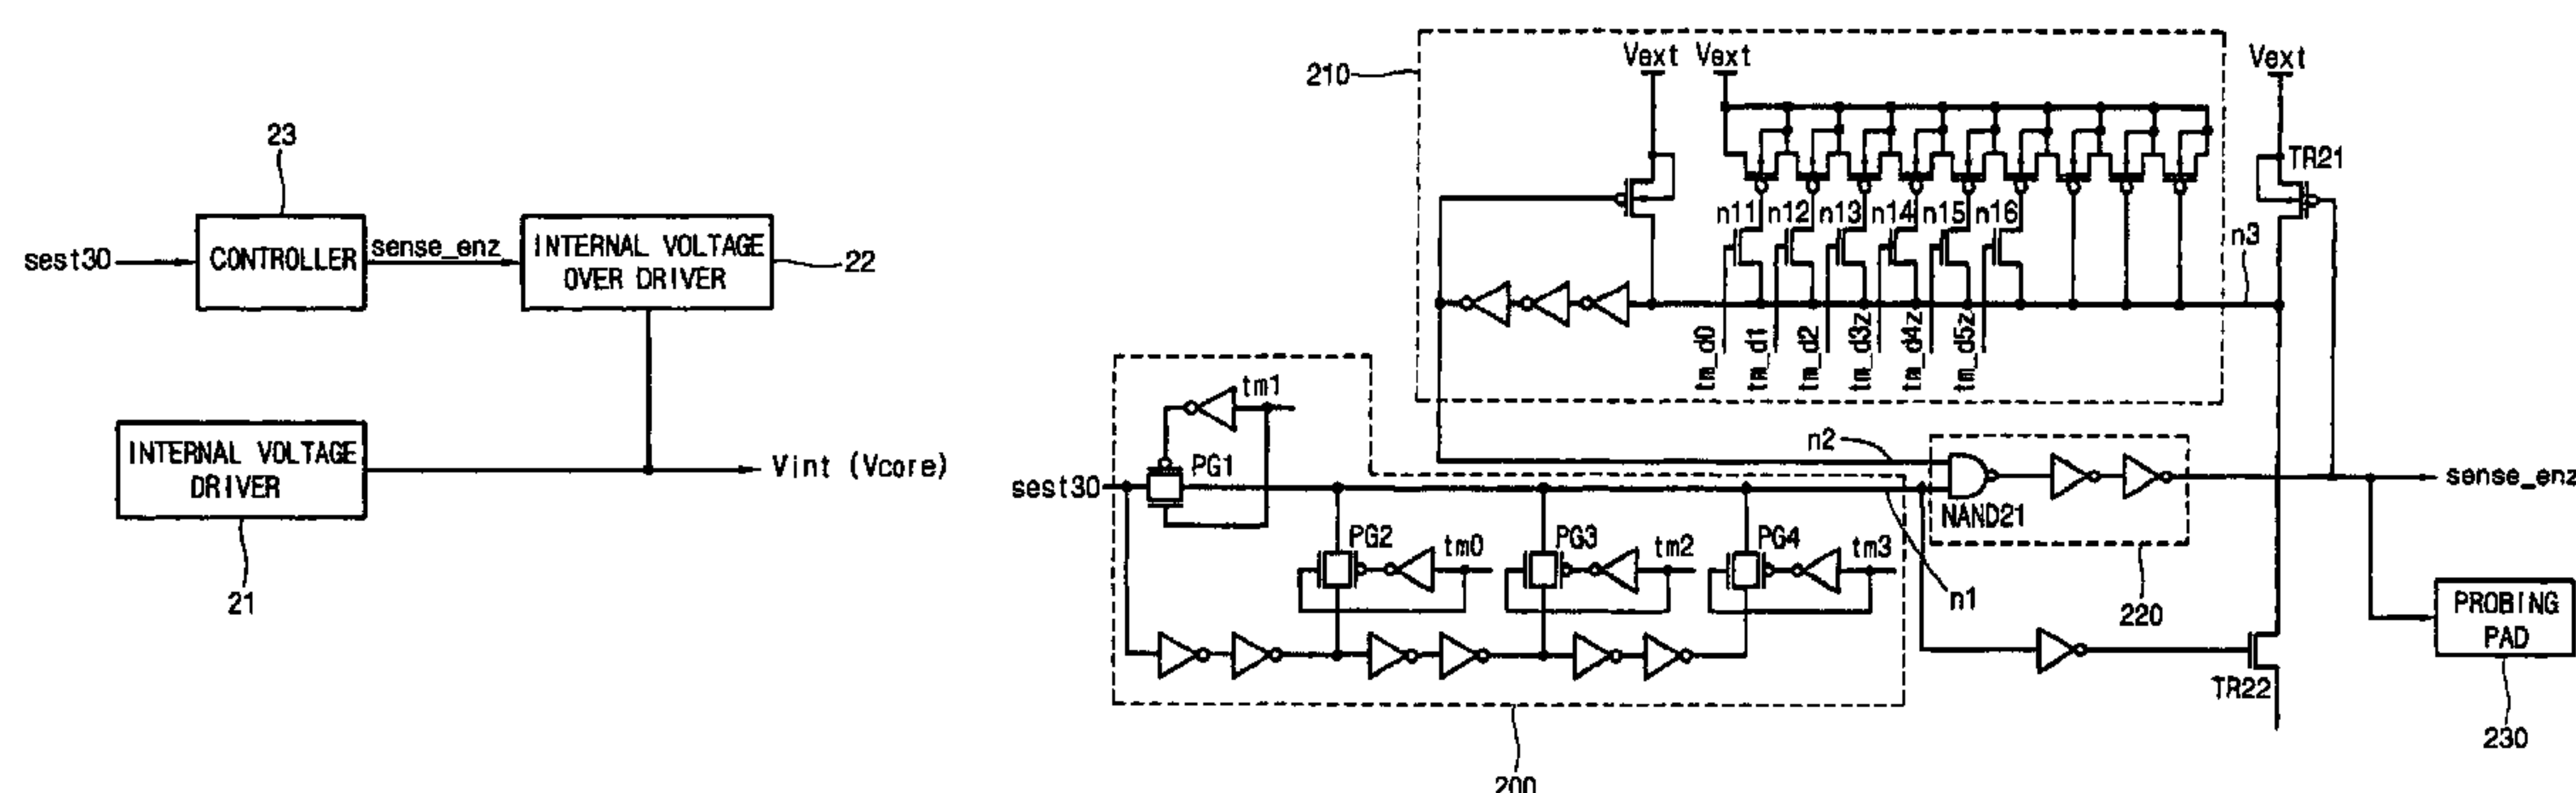 23
sest30
CONTROLLER
sense_enz
INTERNAL VOLTAGE
OVER DRIVER
22
INTERNAL VOLTAGE
DRIVER
21
Vint (Vcore)
210
Vext Vext
Vext
TR21
n11 n12 n13 n14 n15 n16
n3
tm_d0
tm_d1
tm_d2
tm_d3z
tm_d4z
tm_d5z
tm1
PG1
sest30
n2
NAND21
sense_enz
PG2
tm0
PG3
tm2
PG4
tm3
n1
220
TR22
PROBING
PAD
230
200